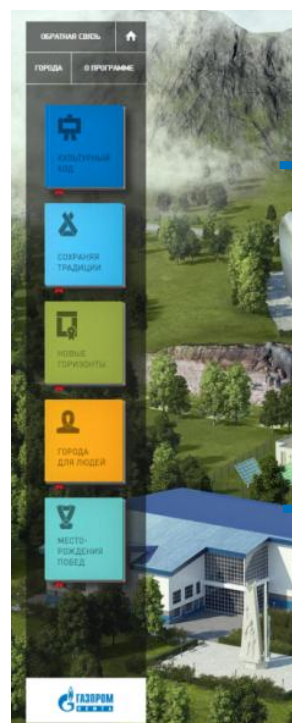 ОБРАТНАЯ СВЯЗЬ
ГОРОДА О ПРОГРАММЕ
КУЛЬТУРНЫЙ
КОД
СОХРАНЯЯ
ТРАДИЦИИ
НОВЫЕ
ГОРИЗОНТЫ
ГОРОДА
ДЛЯ ЛЮДЕЙ
МЕСТО-
РОЖДЕНИЯ
ПОБЕД
ГАЗПРОМ
НЕФТЬ